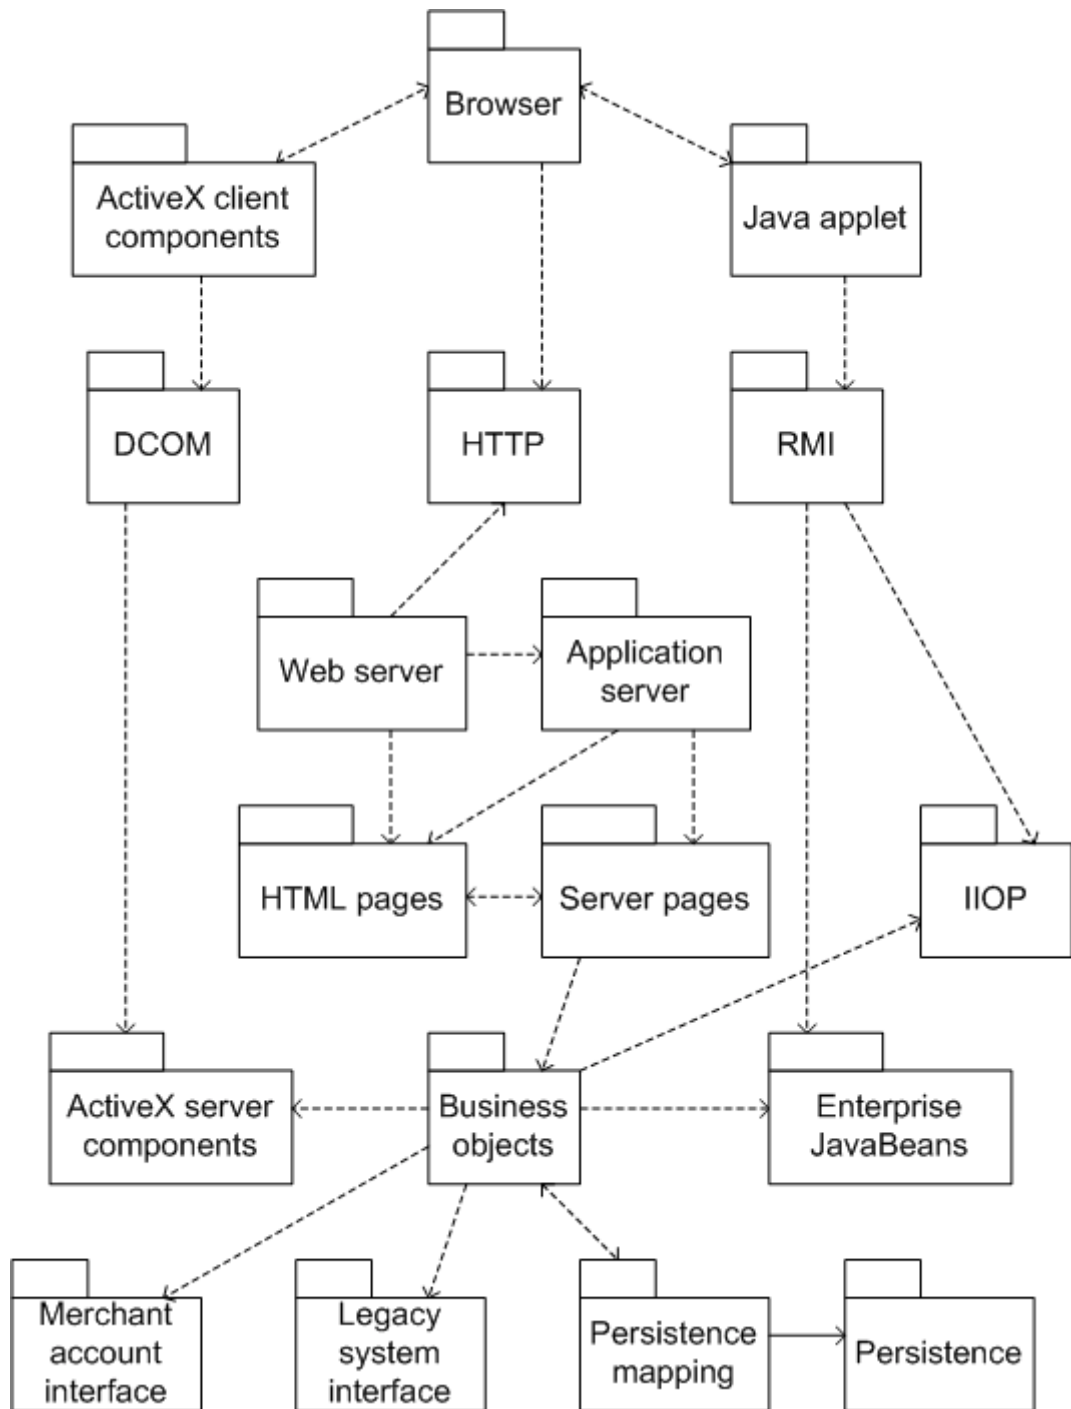 Browser
ActiveX client
components
Java applet
DCOM
HTTP
RMI
Web server
Application
server
HTML pages
Server pages
IIOP
ActiveX server
components
Business
objects
Enterprise
JavaBeans
Merchant
account
interface
Legacy
system
interface
Persistence
mapping
Persistence